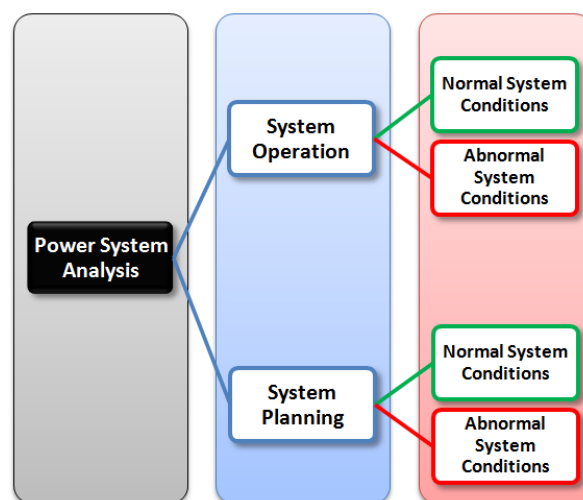 Power System
Analysis
System
Operation
Normal System
Conditions
Abnormal
System
Conditions
System
Planning
Normal System
Conditions
Abnormal
System
Conditions